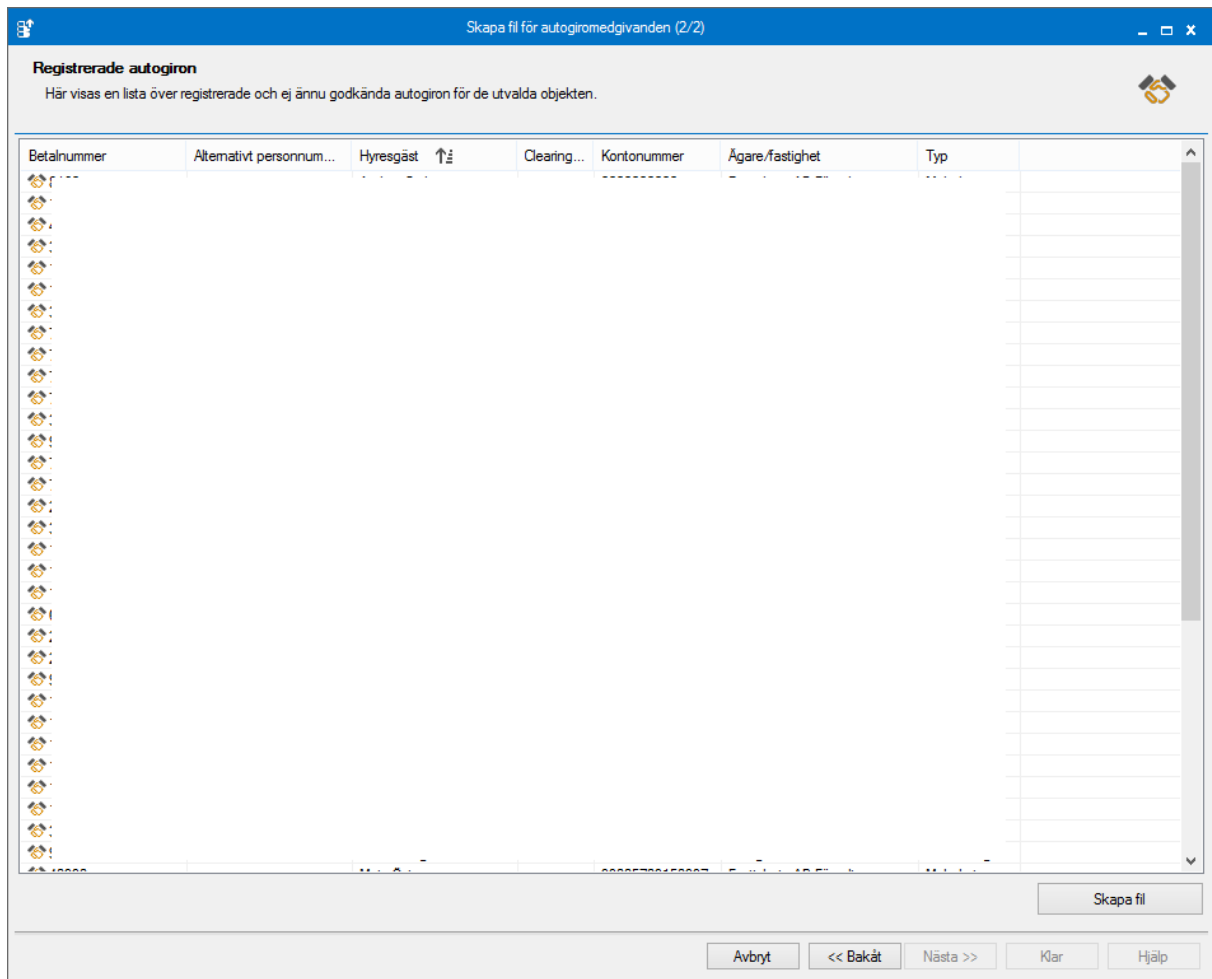 Skapa fil för autogiromedgivanden (2/2)
Registrerade autogiron
Här visas en lista över registrerade och ej ännu godkända autogiron för de utvalda objekten.
Betalnummer Alternativt personnum... Hyresgäst Clearing... Kontonummer Ägare/fastighet Typ
Skapa fil
Avbryt << Bakåt Nästa >> Klar Hjälp